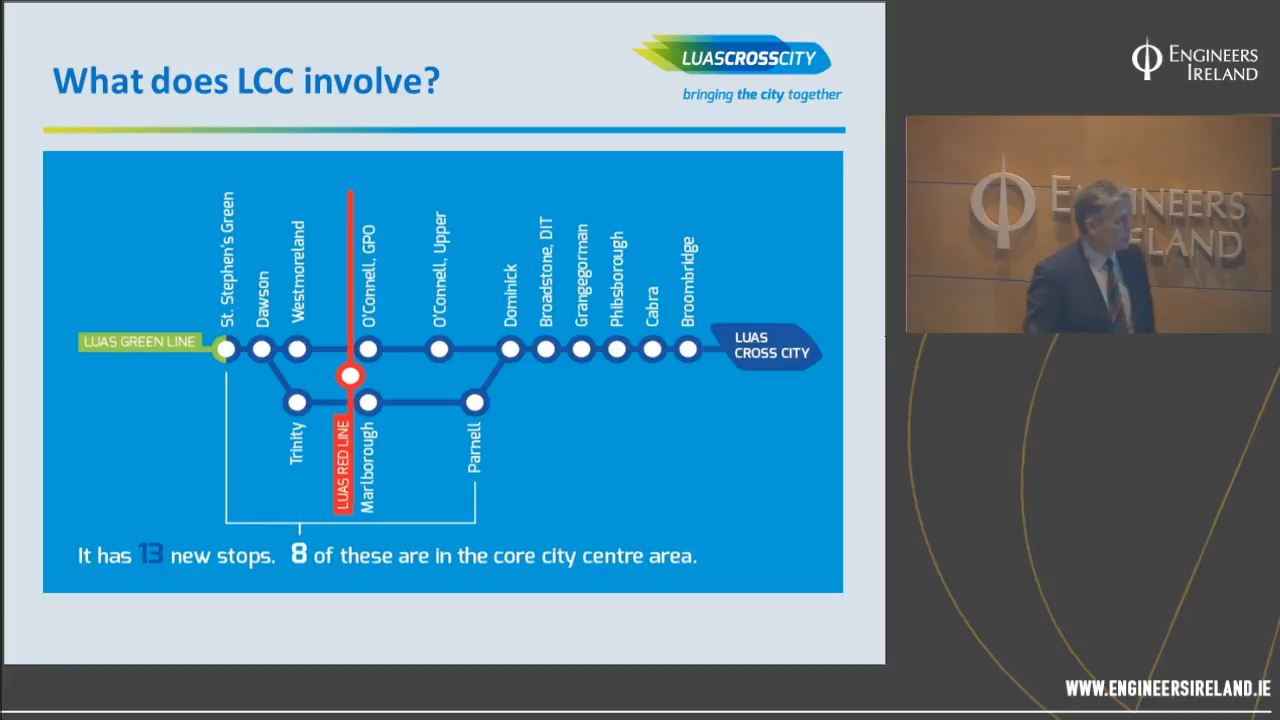 What does LCC involve?
LUASCROSSCITY
bringing the city together
ENGINEERS
IRELAND
LUAS GREEN LINE
St. Stephen's Green
Dawson
Westmoreland
O'Connell, GPO
O'Connell, Upper
Dominick
Broadstone, DIT
Grangegorman
Phibsborough
Cabra
Broombridge
LUAS
CROSS CITY
Trinity
LUAS RED LINE
Marlborough
Parnell
It has 13 new stops. 8 of these are in the core city centre area.
WWW.ENGINEERSIRELAND.IE